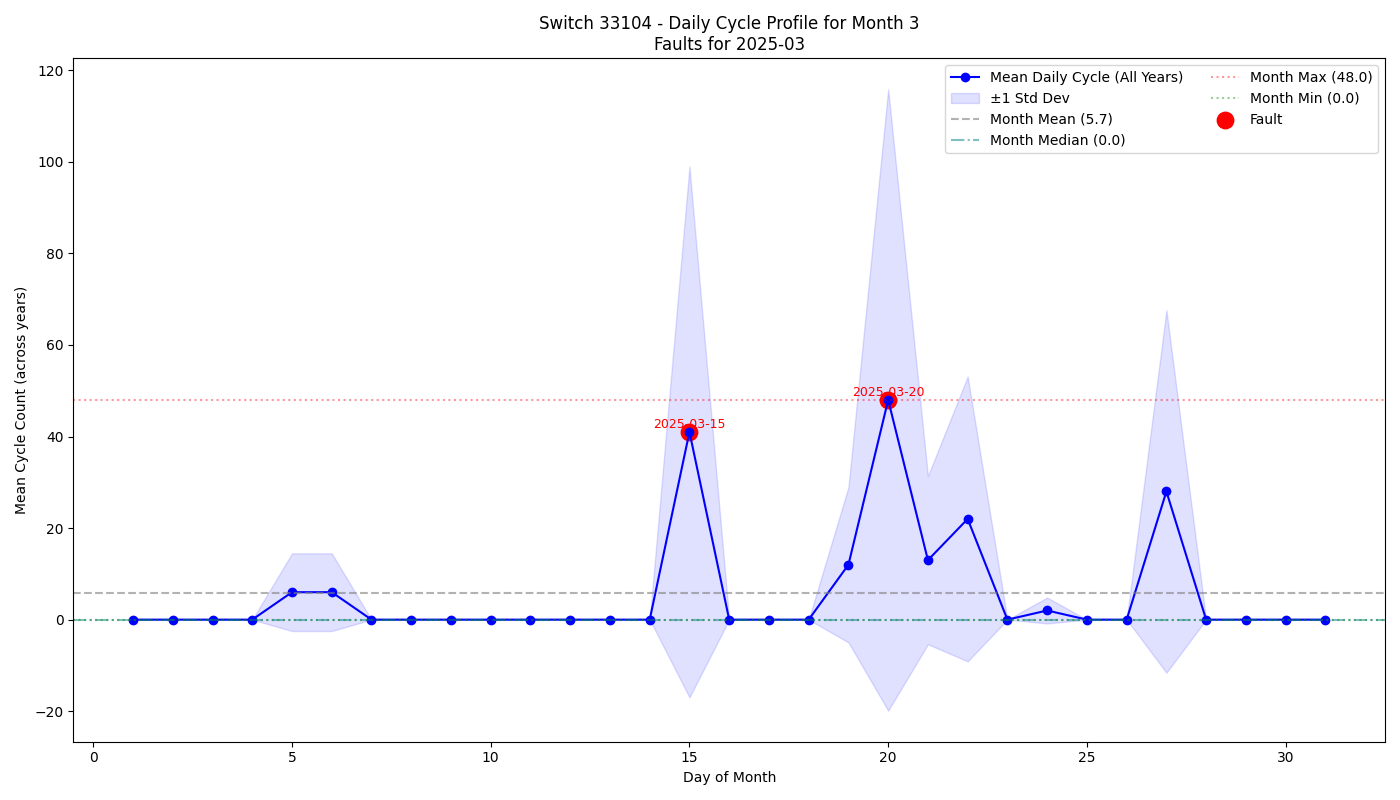 Switch 33104 - Daily Cycle Profile for Month 3
Faults for 2025-03
Mean Daily Cycle (All Years)
±1 Std Dev
Month Mean (5.7)
Month Median (0.0)
Month Max (48.0)
Month Min (0.0)
Fault
Mean Cycle Count (across years)
120
100
80
60
40
20
0
−20
2025-03-15
2025-03-20
0
5
10
15
20
25
30
Day of Month